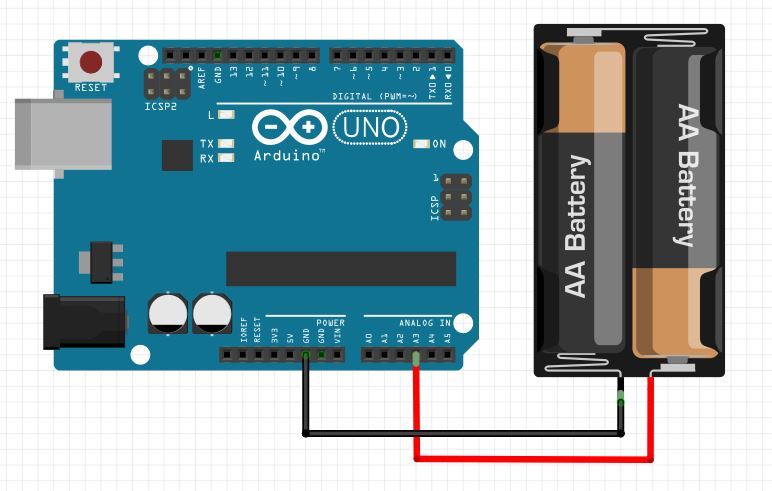 RESET
ICSP2
AREF
GND
13
12
~11
~10
~9
8
7
~6
~5
4
~3
2
TX0▶1
RX0◀0
DIGITAL (PWM=~)
L
TX
RX
UNO
ON
Arduino™
1
ICSP
AA Battery
AA Battery
POWER
ANALOG IN
IOREF
RESET
3V3
5V
GND
GND
VIN
A0
A1
A2
A3
A4
A5